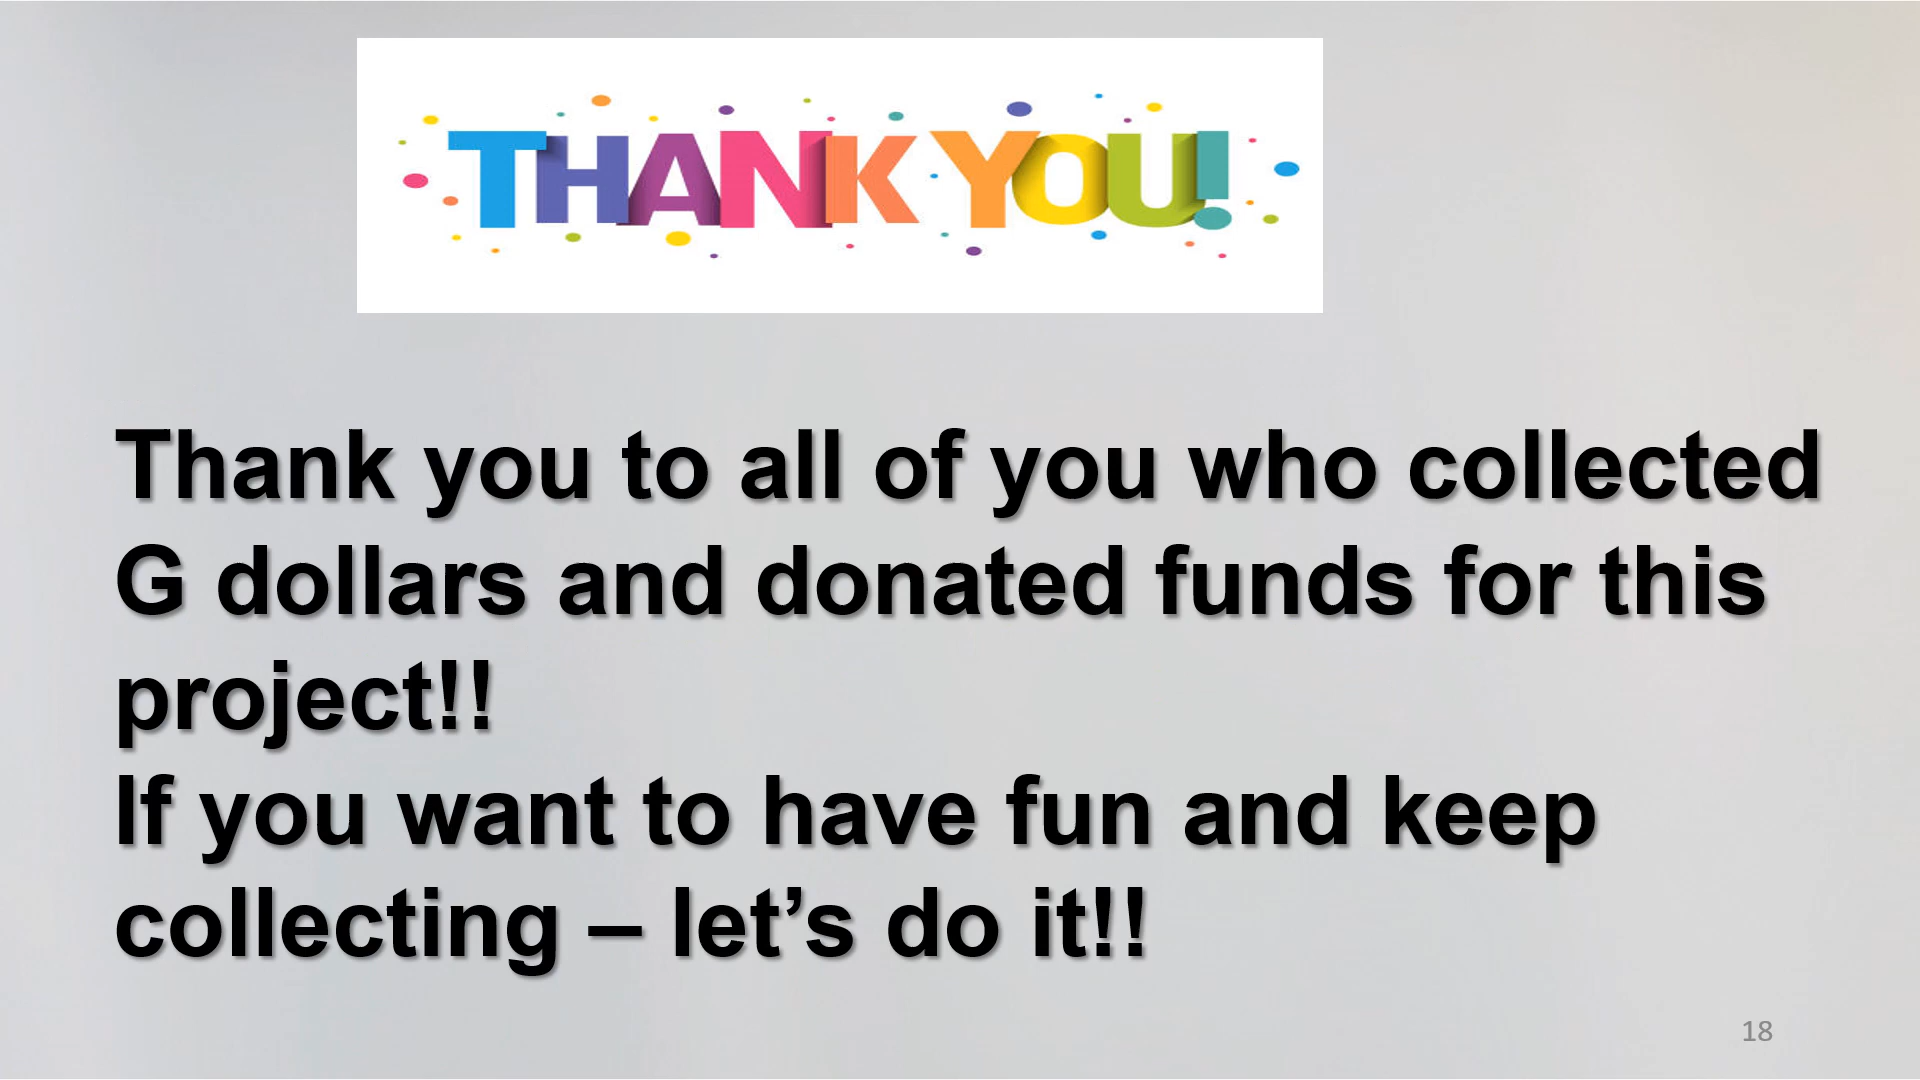 THANK YOU!
Thank you to all of you who collected
G dollars and donated funds for this
project!!
If you want to have fun and keep
collecting – let’s do it!!
18